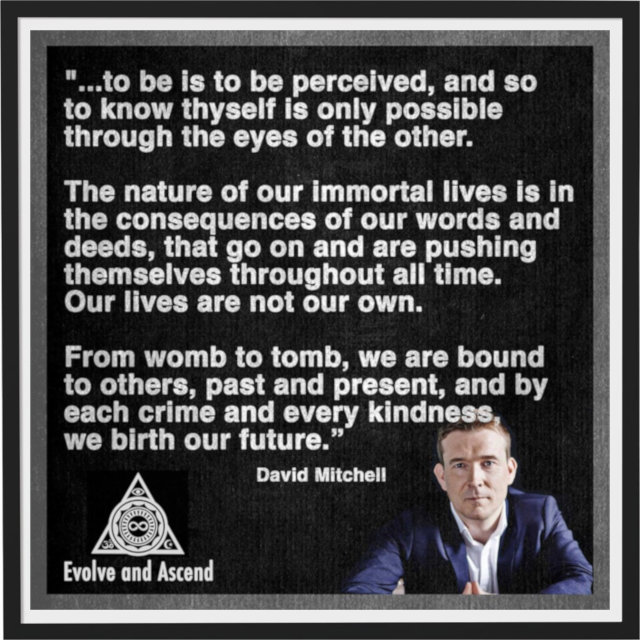 "...to be is to be perceived, and so
to know thyself is only possible
through the eyes of the other.
The nature of our immortal lives is in
the consequences of our words and
deeds, that go on and are pushing
themselves throughout all time.
Our lives are not our own.
From womb to tomb, we are bound
to others, past and present, and by
each crime and every kindness,
we birth our future.”
David Mitchell
Evolve and Ascend